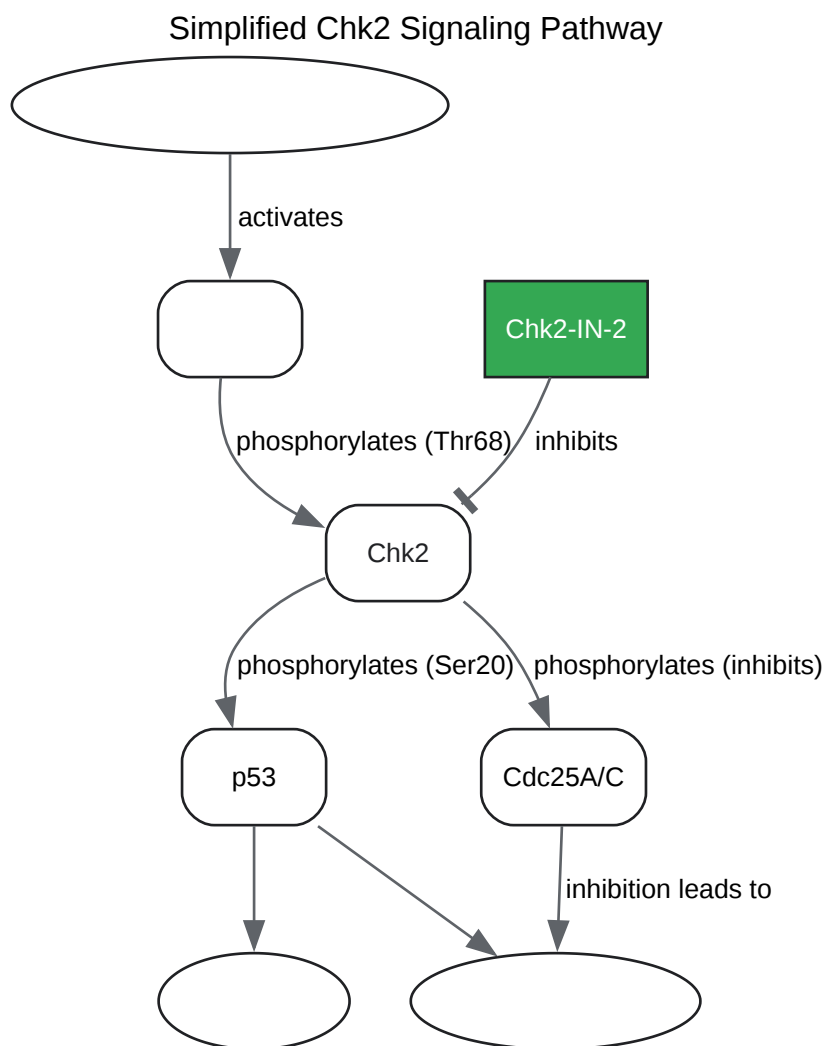 Simplified Chk2 Signaling Pathway
activates
Chk2-IN-2
phosphorylates (Thr68)
inhibits
Chk2
phosphorylates (Ser20)
phosphorylates (inhibits)
p53
Cdc25A/C
inhibition leads to